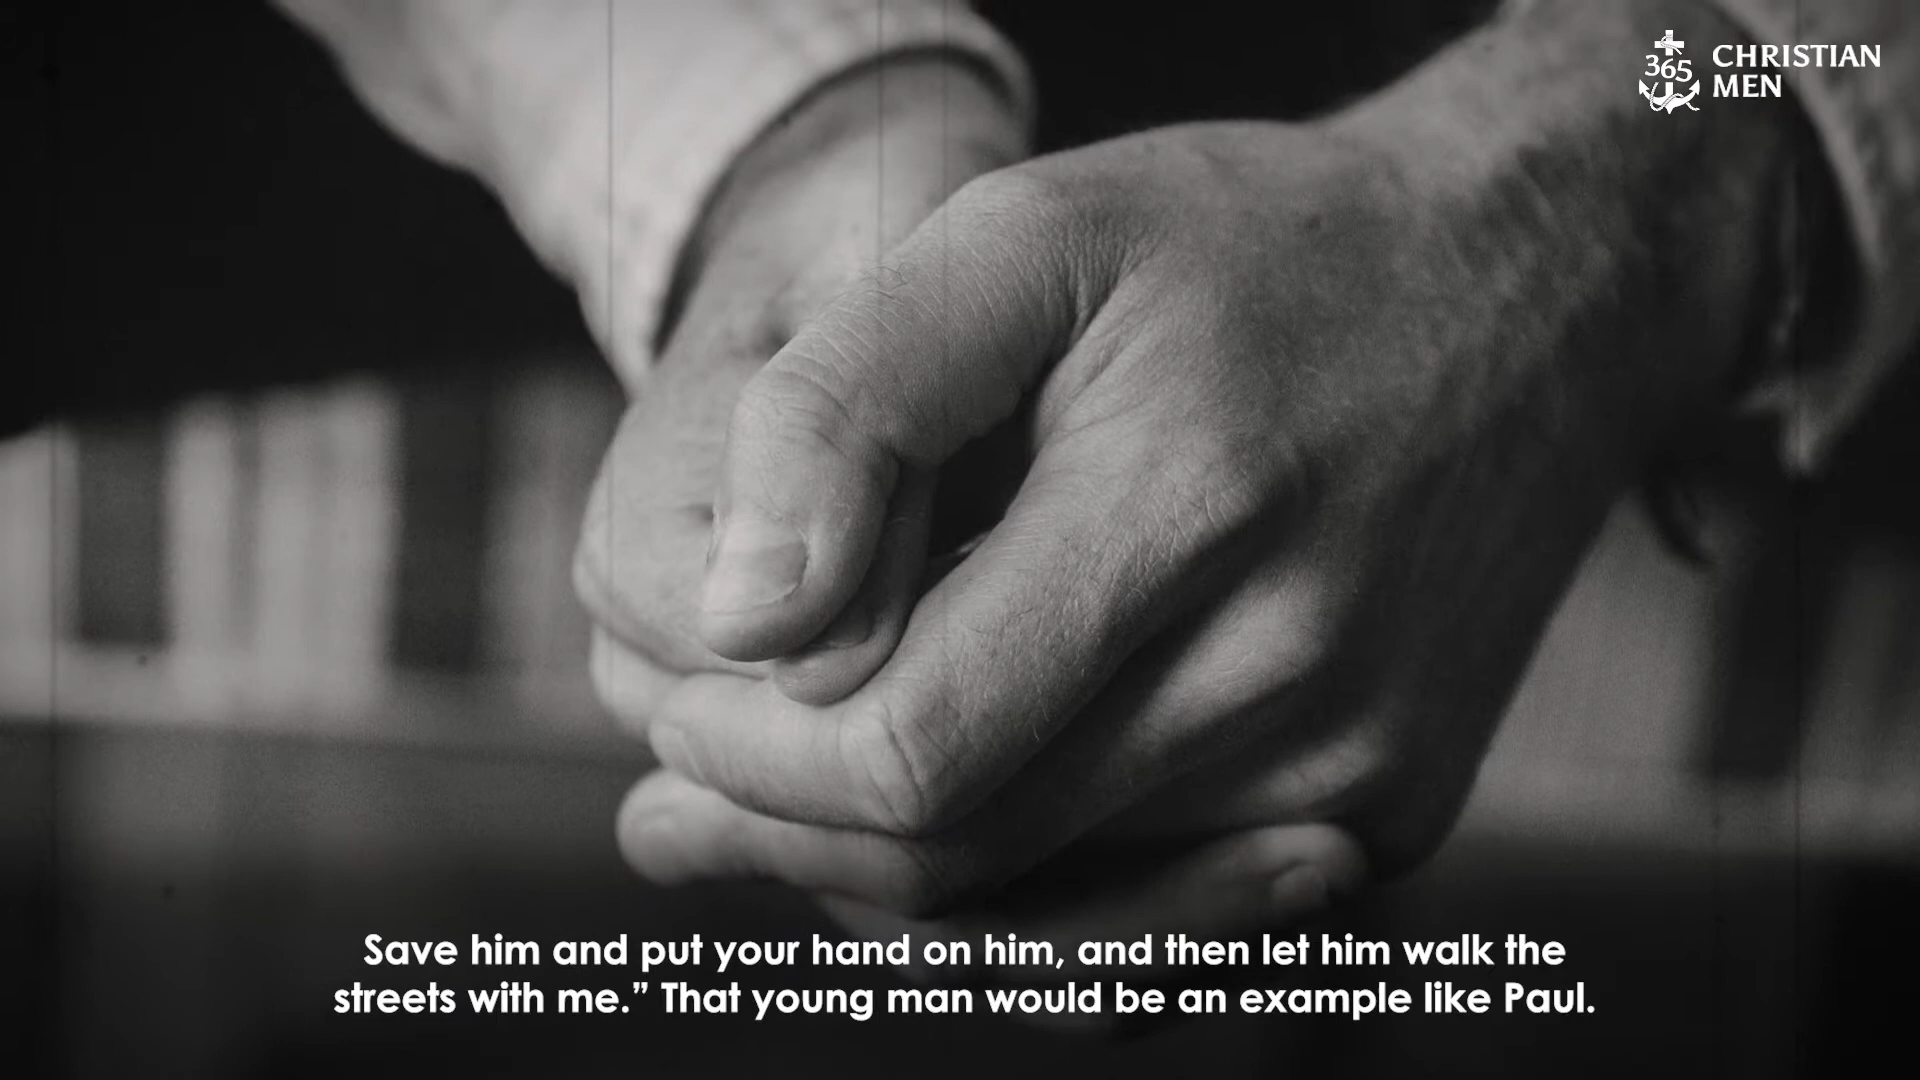 365
CHRISTIAN
MEN
Save him and put your hand on him, and then let him walk the
streets with me.” That young man would be an example like Paul.